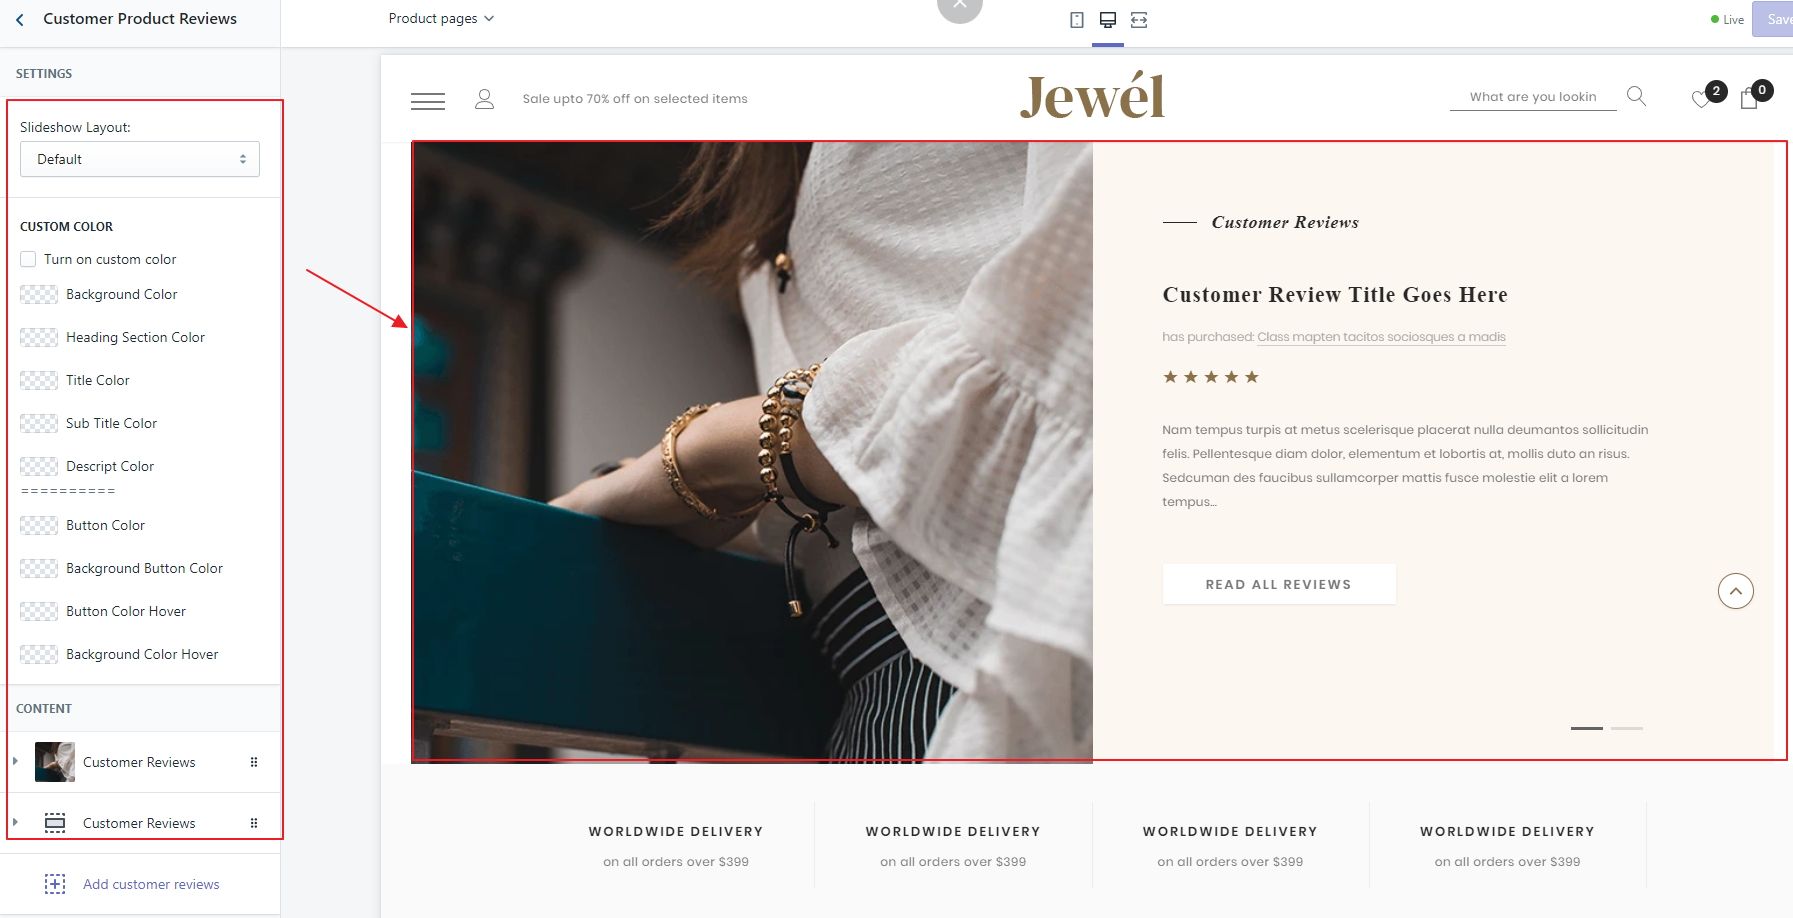 Customer Product Reviews
Product pages
Live
Save
SETTINGS
Slideshow Layout:
Default
CUSTOM COLOR
Turn on custom color
Background Color
Heading Section Color
Title Color
Sub Title Color
Descript Color
==========
Button Color
Background Button Color
Button Color Hover
Background Color Hover
CONTENT
Customer Reviews
Customer Reviews
Add customer reviews
Sale upto 70% off on selected items
Jewél
What are you lookin
2
0
Customer Reviews
Customer Review Title Goes Here
has purchased: Class mapten tacitos sociosques a madis
Nam tempus turpis at metus scelerisque placerat nulla deumantos sollicitudin
felis. Pellentesque diam dolor, elementum et lobortis at, mollis duto an risus.
Sedcuman des faucibus sullamcorper mattis fusce molestie elit a lorem
tempus...
READ ALL REVIEWS
WORLDWIDE DELIVERY
on all orders over $399
WORLDWIDE DELIVERY
on all orders over $399
WORLDWIDE DELIVERY
on all orders over $399
WORLDWIDE DELIVERY
on all orders over $399